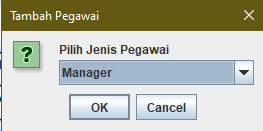 Tambah Pegawai
Pilih Jenis Pegawai
Manager
OK Cancel